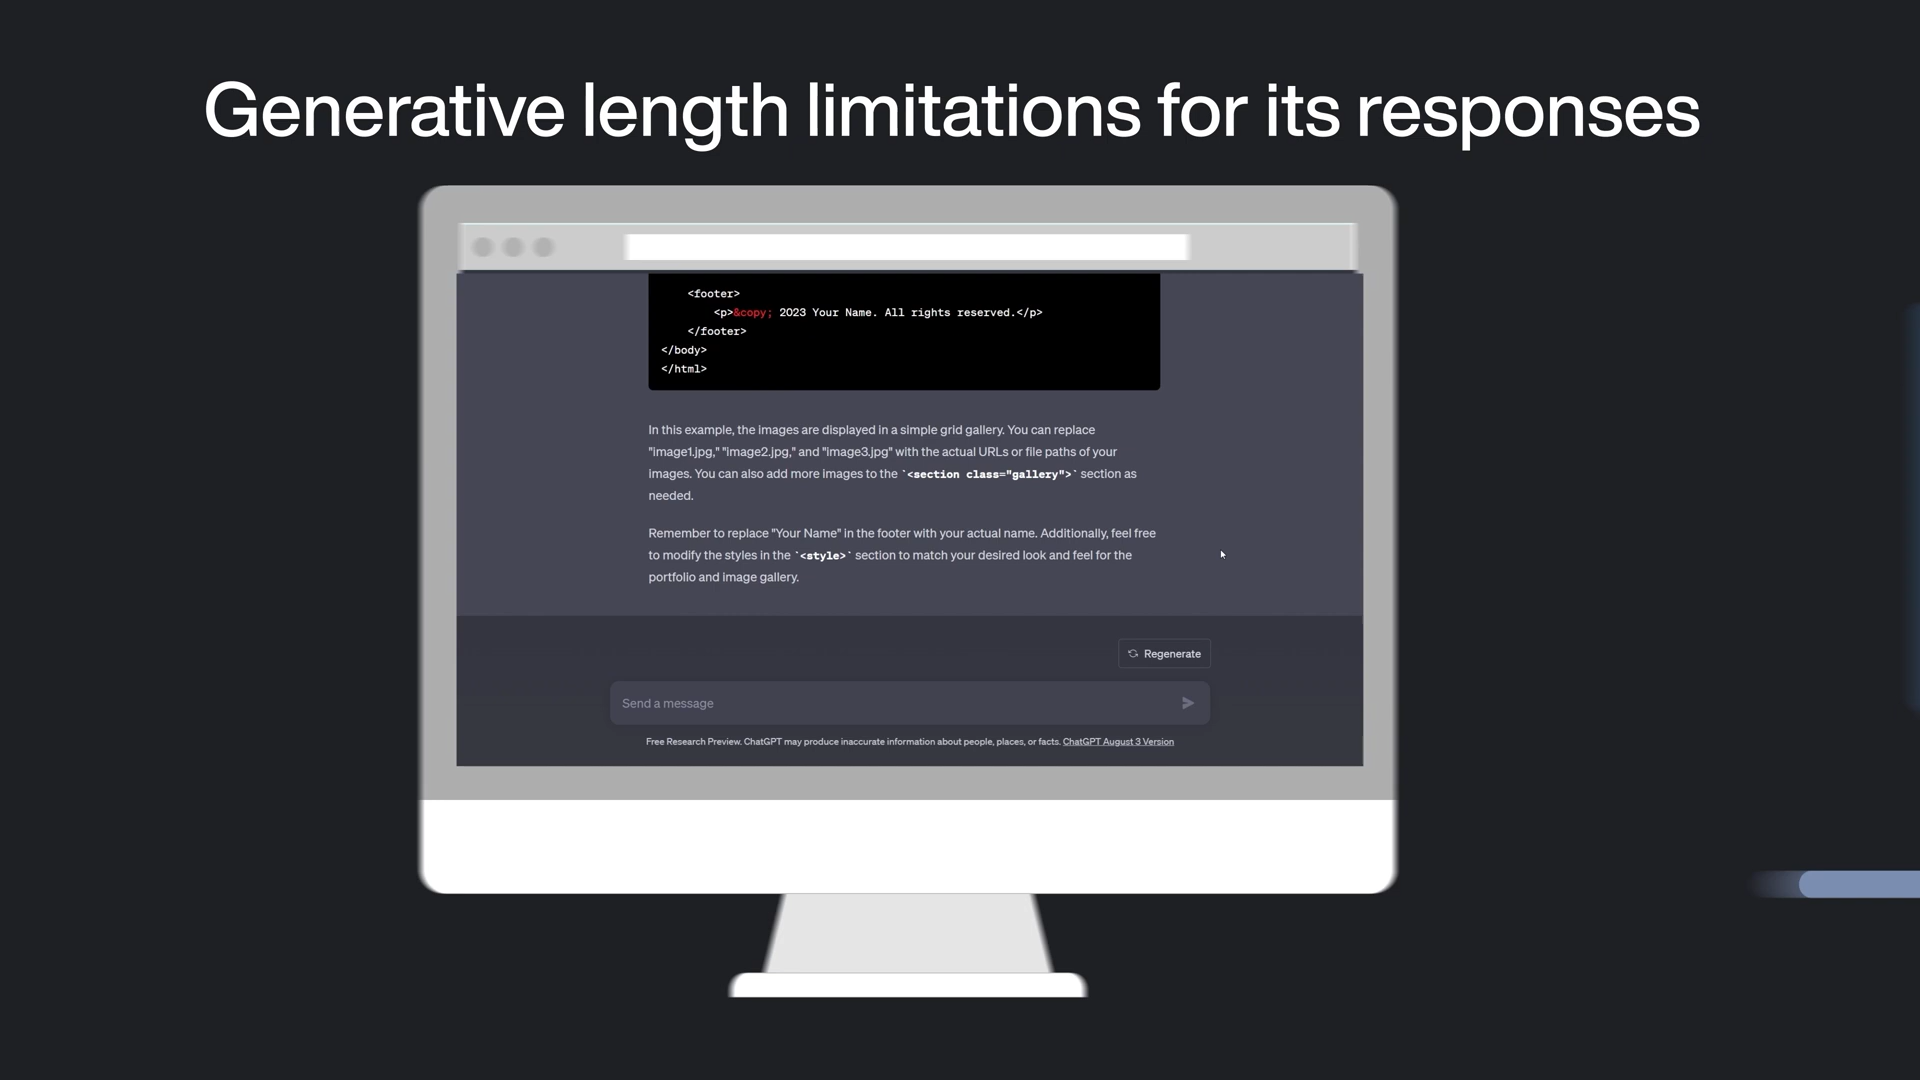 Generative length limitations for its responses
<footer>
<p>&copy; 2023 Your Name. All rights reserved.</p>
</footer>
</body>
</html>
In this example, the images are displayed in a simple grid gallery. You can replace
"image1.jpg," "image2.jpg," and "image3.jpg" with the actual URLs or file paths of your
images. You can also add more images to the `<section class="gallery">` section as
needed.
Remember to replace "Your Name" in the footer with your actual name. Additionally, feel free
to modify the styles in the `<style>` section to match your desired look and feel for the
portfolio and image gallery.
Regenerate
Send a message
Free Research Preview. ChatGPT may produce inaccurate information about people, places, or facts. ChatGPT August 3 Version